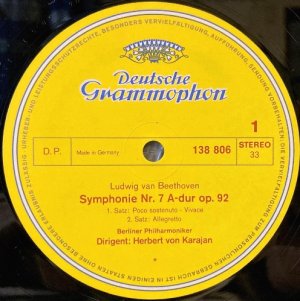 Deutsche
Grammophon
D.P.
Made in Germany
138 806
1
STEREO
33
Ludwig van Beethoven
Symphonie Nr. 7 A-dur op. 92
1. Satz: Poco sostenuto - Vivace
2. Satz: Allegretto
Berliner Philharmoniker
Dirigent: Herbert von Karajan